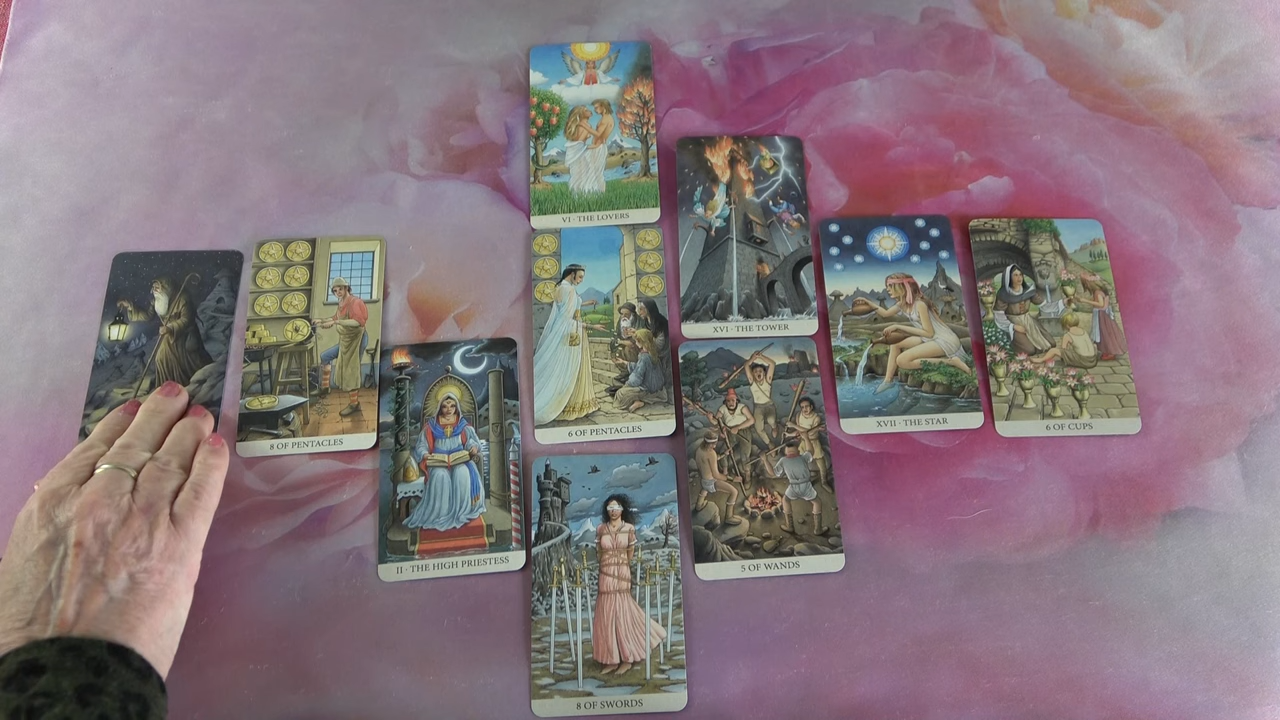 VI · THE LOVERS
XVI · THE TOWER
8 OF PENTACLES
6 OF PENTACLES
XVII · THE STAR
6 OF CUPS
II · THE HIGH PRIESTESS
5 OF WANDS
8 OF SWORDS